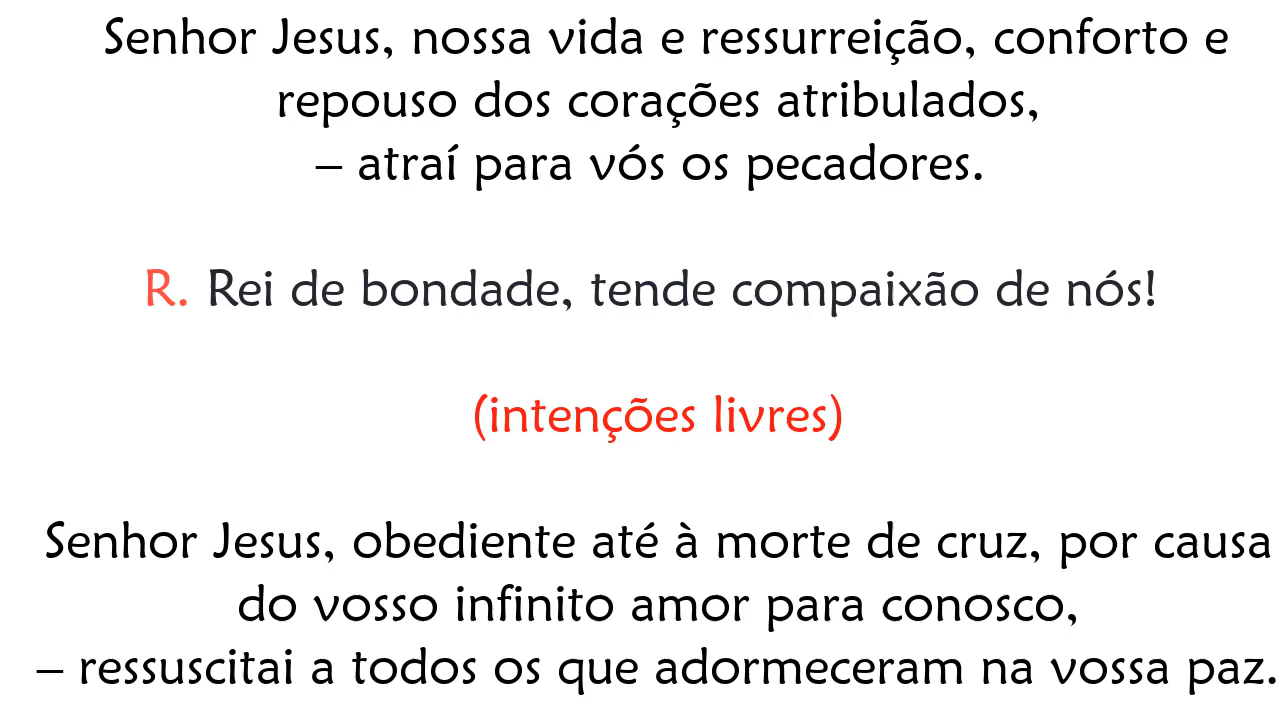 Senhor Jesus, nossa vida e ressurreição, conforto e
repouso dos corações atribulados,
– atraí para vós os pecadores.
R. Rei de bondade, tende compaixão de nós!
(intenções livres)
Senhor Jesus, obediente até à morte de cruz, por causa
do vosso infinito amor para conosco,
– ressuscitai a todos os que adormeceram na vossa paz.